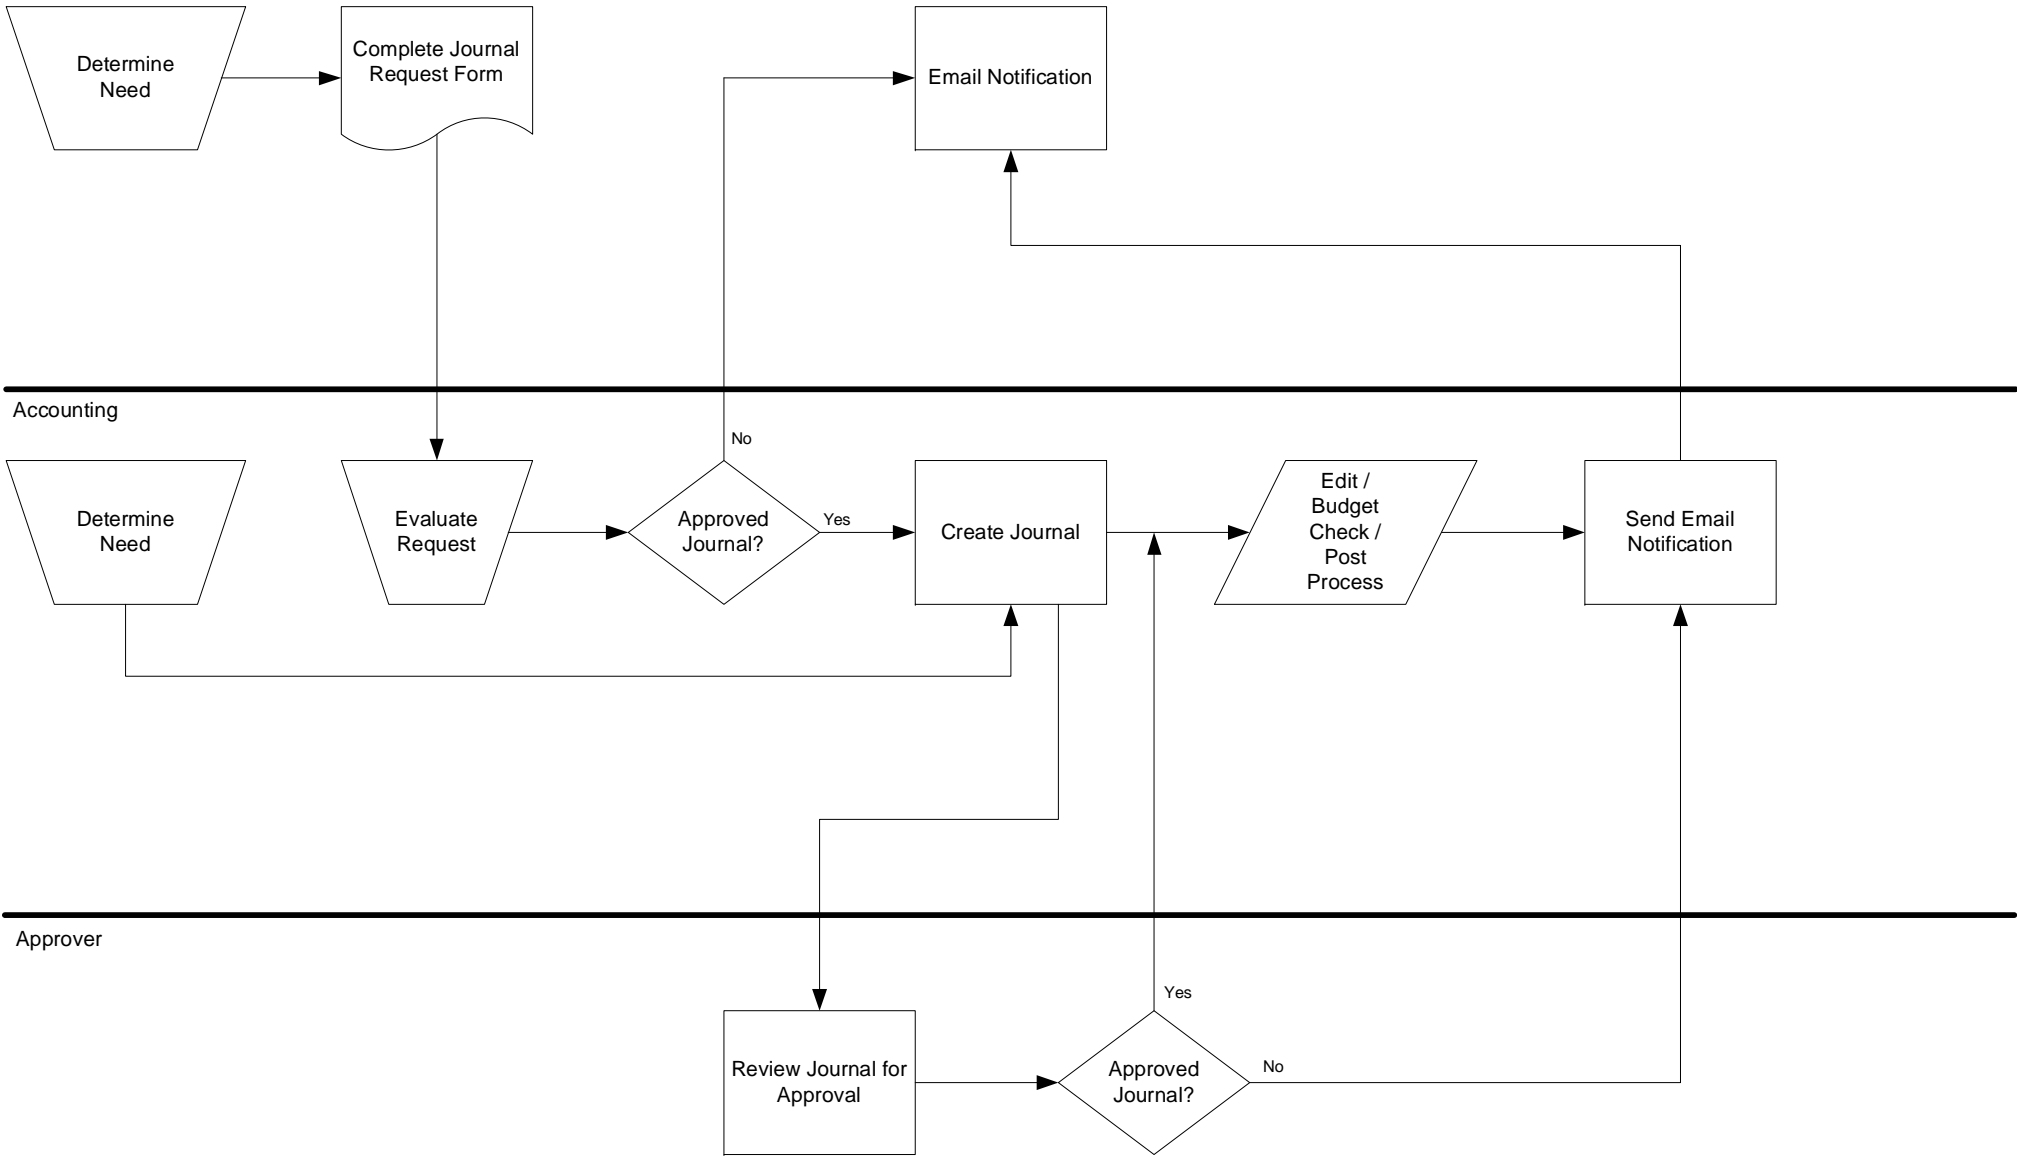 Determine
Need
Complete Journal
Request Form
Email Notification
Accounting
Determine
Need
Evaluate
Request
Approved
Journal?
No
Yes
Create Journal
Edit /
Budget
Check /
Post
Process
Send Email
Notification
Approver
Review Journal for
Approval
Approved
Journal?
Yes
No